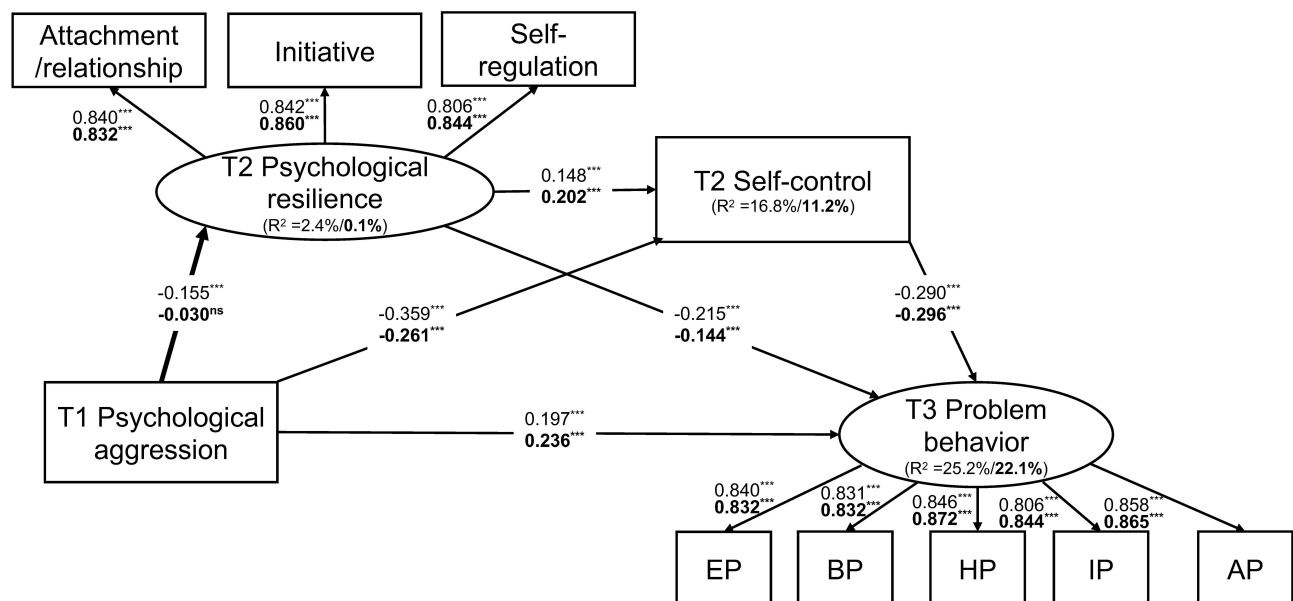 Attachment
/relationship
Initiative
Self-
regulation
0.840***
0.832***
0.842***
0.860***
0.806***
0.844***
T2 Psychological
resilience
(R² =2.4%/0.1%)
0.148***
0.202***
T2 Self-control
(R² =16.8%/11.2%)
-0.155***
-0.030ns
-0.359***
-0.261***
-0.215***
-0.144***
-0.290***
-0.296***
T1 Psychological
aggression
0.197***
0.236***
T3 Problem
behavior
(R² =25.2%/22.1%)
0.840***
0.832***
0.831***
0.832***
0.846***
0.872***
0.806***
0.844***
0.858***
0.865***
EP
BP
HP
IP
AP